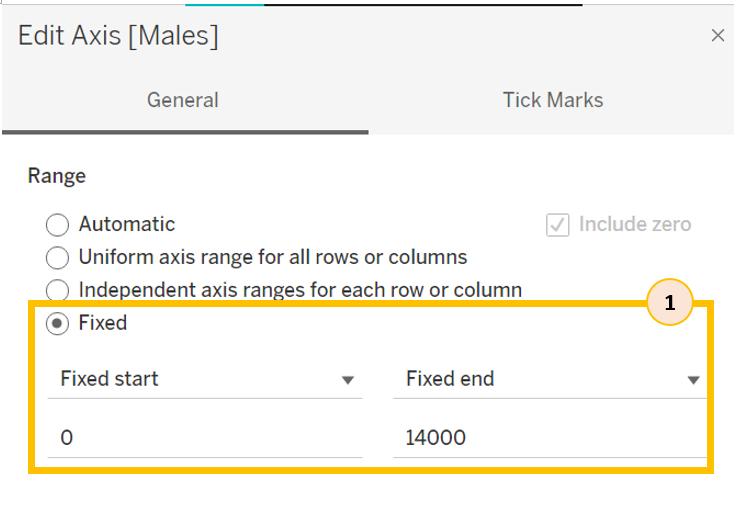 Edit Axis [Males]
General Tick Marks
Range
Automatic Include zero
Uniform axis range for all rows or columns
Independent axis ranges for each row or column
1
Fixed
Fixed start Fixed end
0 14000